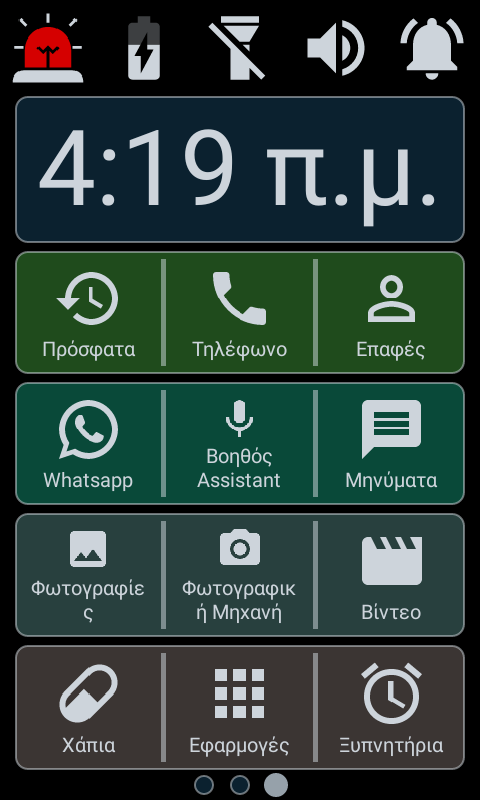 4:19 π.μ.
Πρόσφατα
Τηλέφωνο
Επαφές
Whatsapp
Βοηθός
Assistant
Μηνύματα
Φωτογραφίε
ς
Φωτογραφικ
ή Μηχανή
Βίντεο
Χάπια
Εφαρμογές
Ξυπνητήρια